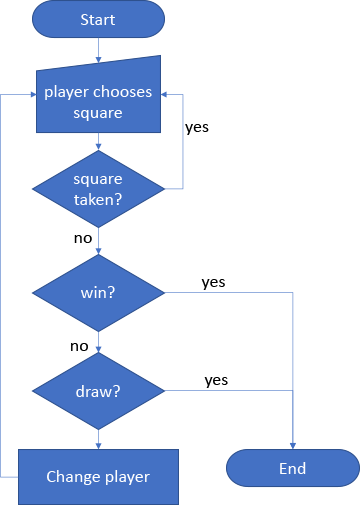 Start
player chooses
square
yes
square
taken?
no
win?
yes
no
draw?
yes
Change player
End